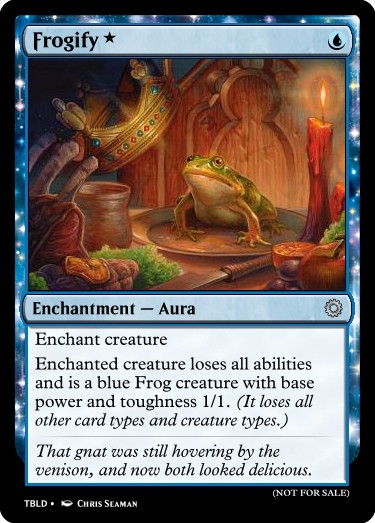 Frogify ★
Enchantment — Aura
Enchant creature
Enchanted creature loses all abilities
and is a blue Frog creature with base
power and toughness 1/1. (It loses all
other card types and creature types.)
That gnat was still hovering by the
venison, and now both looked delicious.
(NOT FOR SALE)
TBLD • Chris Seaman